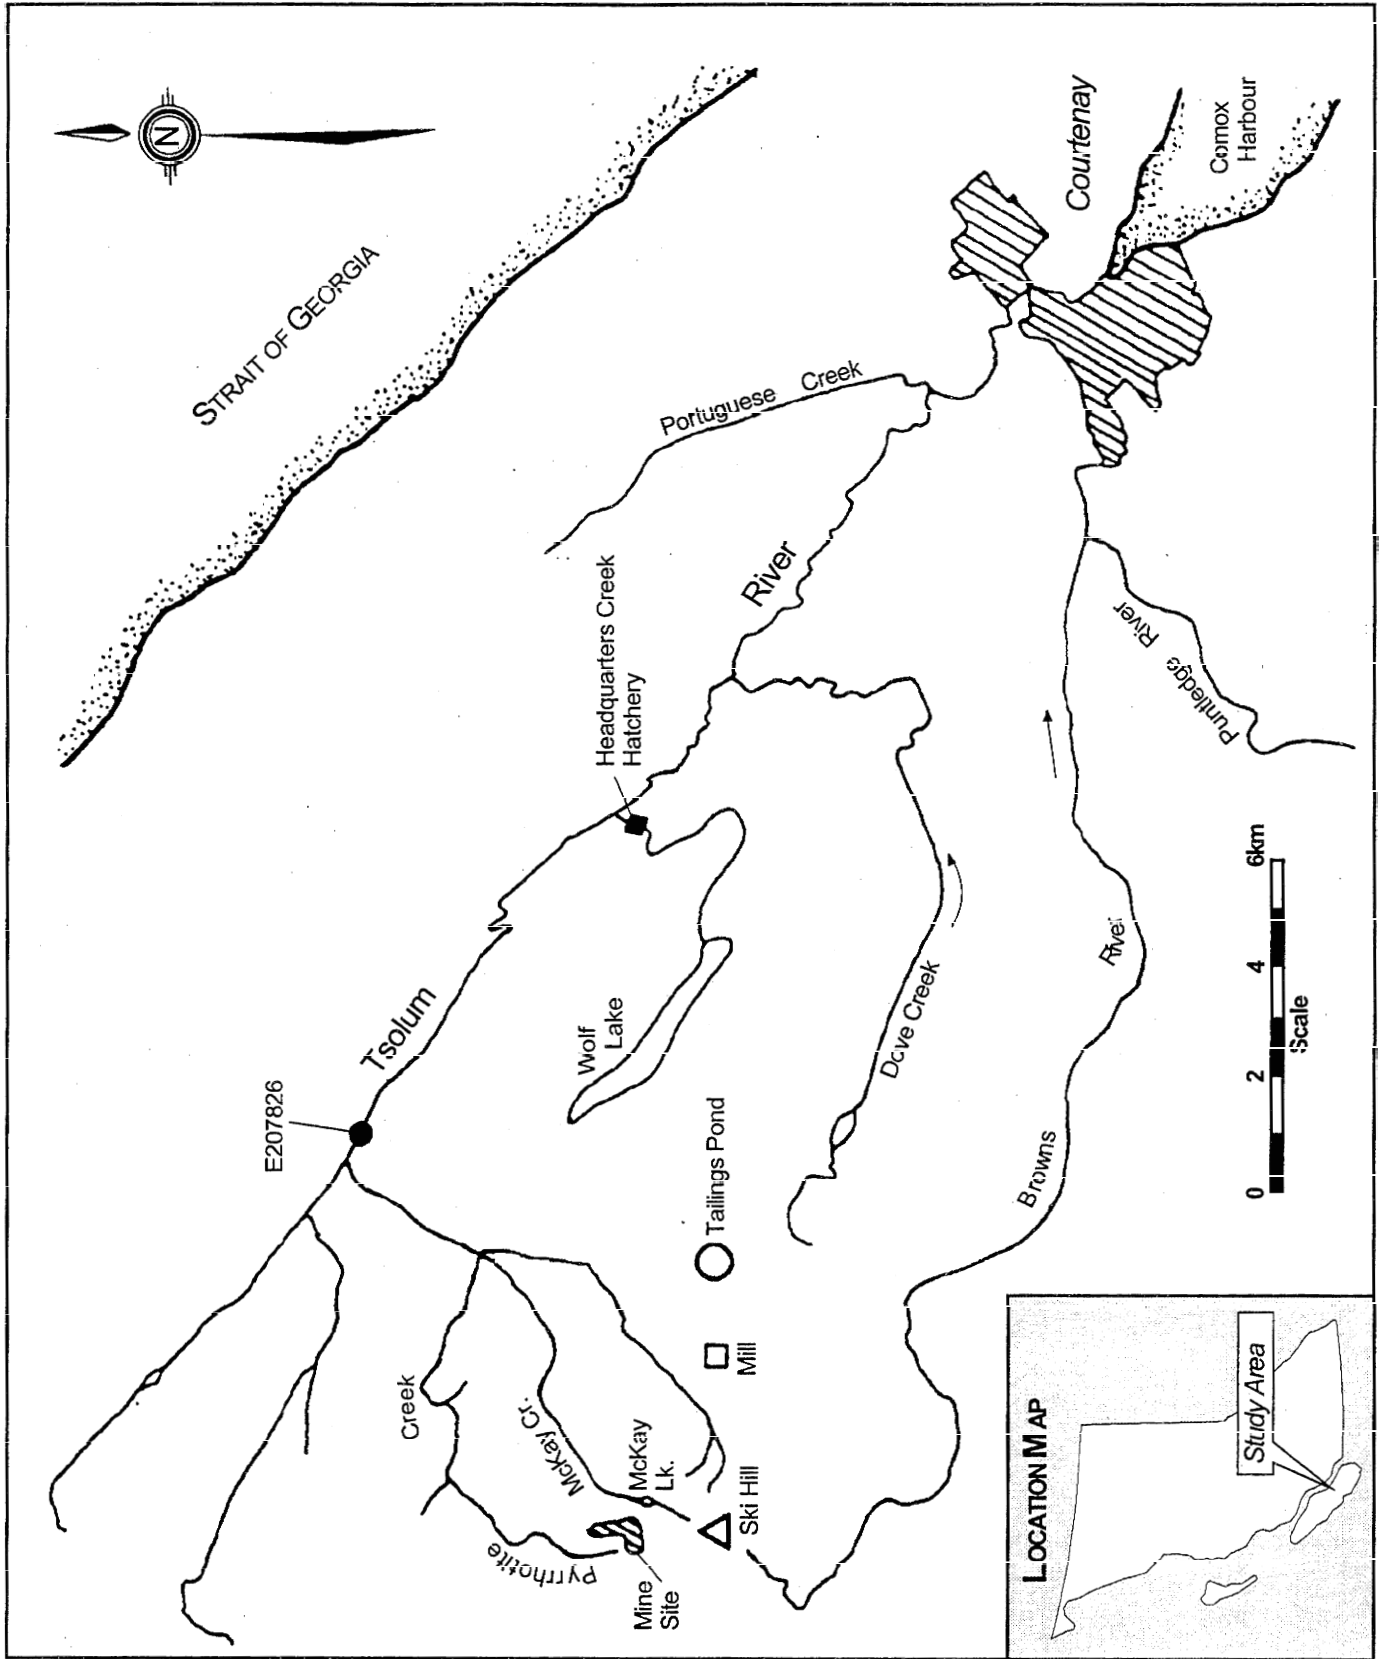 N
STRAIT OF GEORGIA
Courtenay
Comox
Harbour
Portuguese Creek
River
Headquarters Creek
Hatchery
Puntledge River
Tsolum
E207826
Wolf
Lake
Dove Creek
River
Browns
Tailings Pond
Mill
Creek
McKay Cr.
McKay
Lk.
Ski Hill
Pyrrhotite
Mine
Site
0 2 4 6km
Scale
LOCATION MAP
Study Area